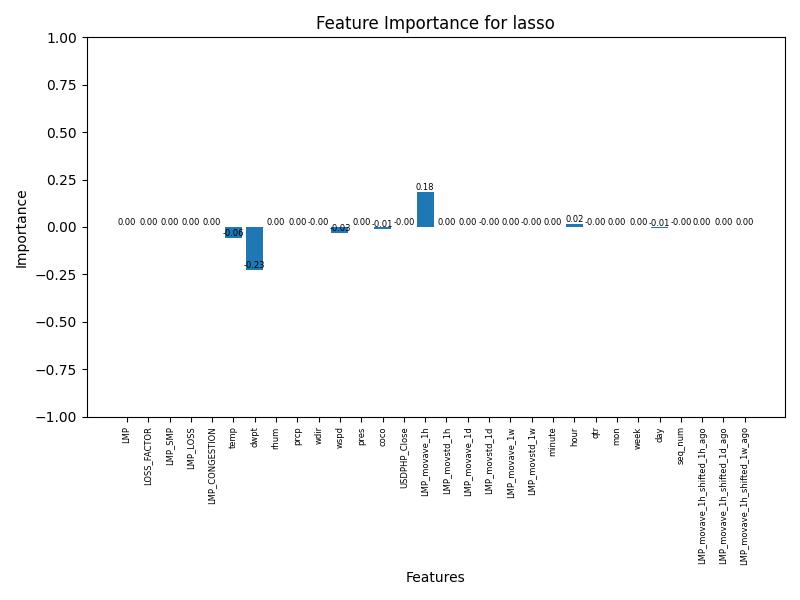 Feature Importance for lasso
1.00
0.75
0.50
0.25
0.00
−0.25
−0.50
−0.75
−1.00
Importance
0.00 0.00 0.00 0.00 0.00 -0.06 -0.23 0.00 0.00 -0.00 -0.03 0.00 -0.01 -0.00 0.18 0.00 0.00 -0.00 0.00 -0.00 0.00 0.02 -0.00 0.00 0.00 -0.01 -0.00 0.00 0.00 0.00
LMP
LOSS_FACTOR
LMP_SMP
LMP_LOSS
LMP_CONGESTION
temp
dwpt
rhum
prcp
wdir
wspd
pres
coco
USDPHP_Close
LMP_movave_1h
LMP_movstd_1h
LMP_movave_1d
LMP_movstd_1d
LMP_movave_1w
LMP_movstd_1w
minute
hour
qtr
mon
week
day
seq_num
LMP_movave_1h_shifted_1h_ago
LMP_movave_1h_shifted_1d_ago
LMP_movave_1h_shifted_1w_ago
Features